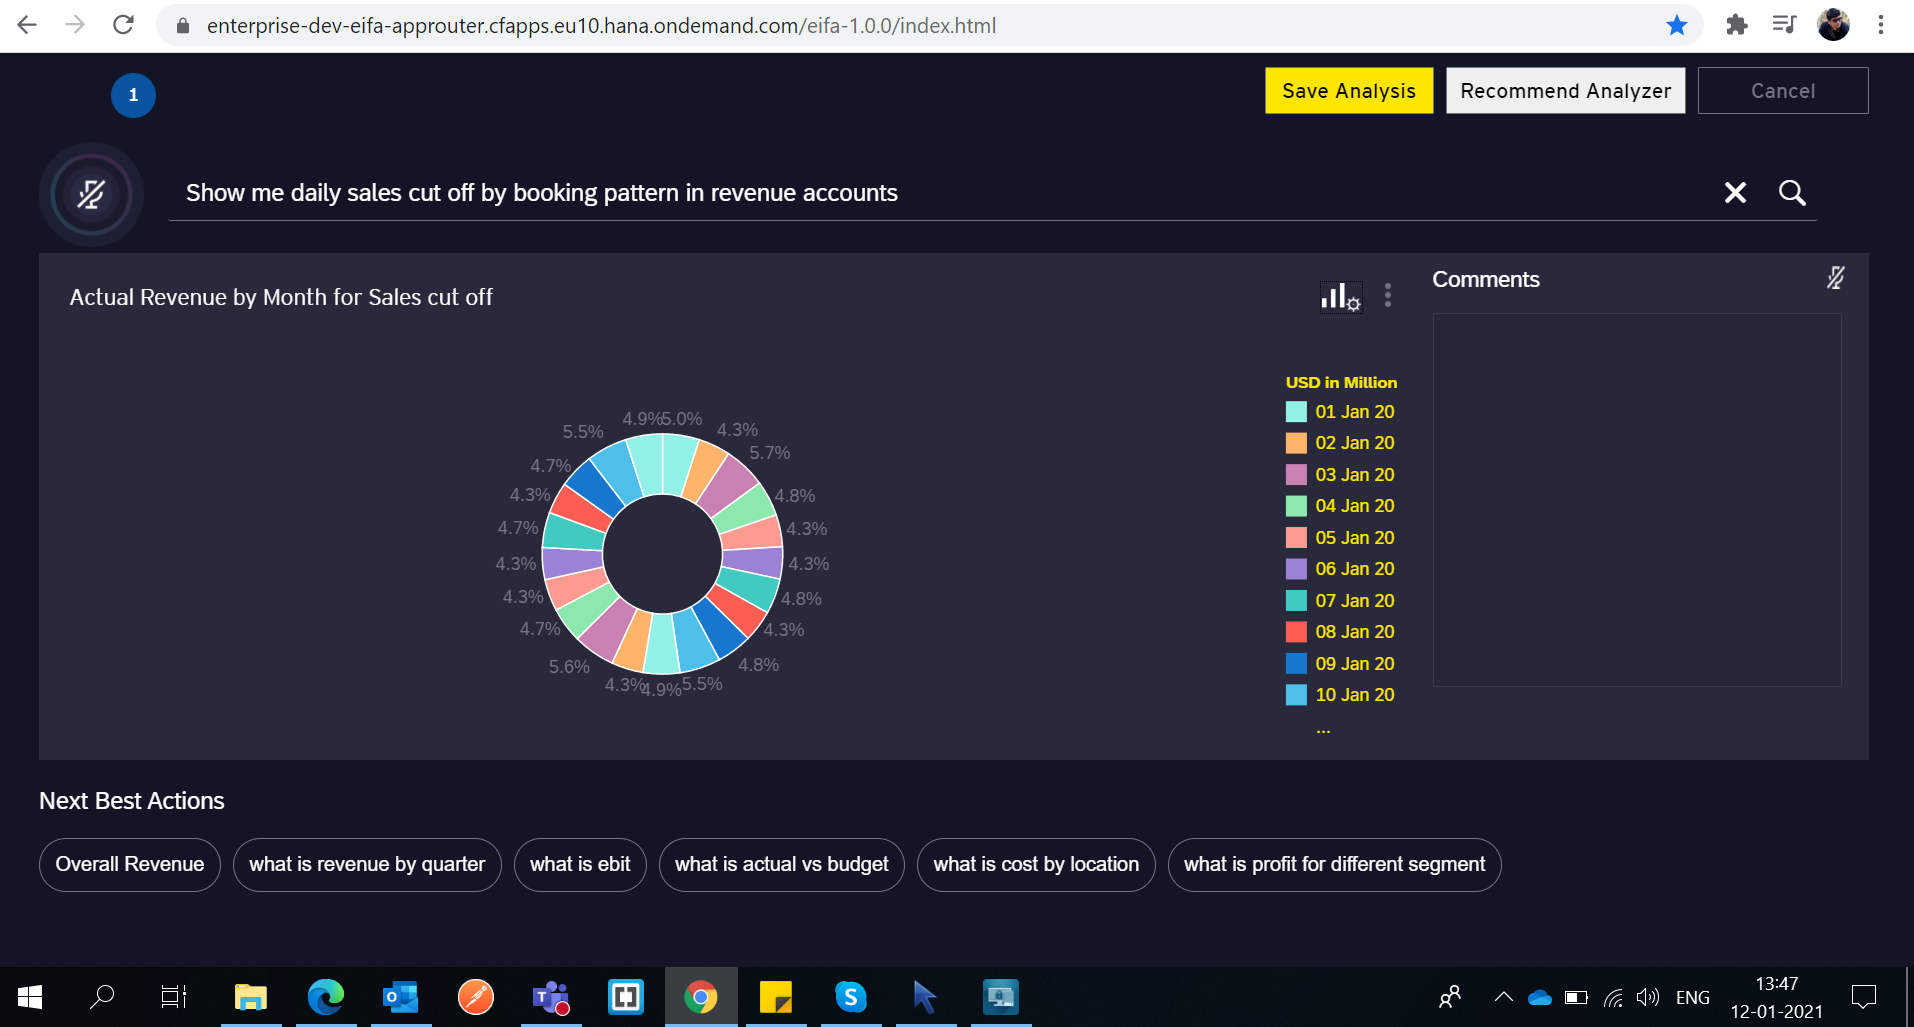 enterprise-dev-eifa-approuter.cfapps.eu10.hana.ondemand.com/eifa-1.0.0/index.html
1
Save Analysis
Recommend Analyzer
Cancel
Show me daily sales cut off by booking pattern in revenue accounts
Actual Revenue by Month for Sales cut off
Comments
USD in Million
01 Jan 20
02 Jan 20
03 Jan 20
04 Jan 20
05 Jan 20
06 Jan 20
07 Jan 20
08 Jan 20
09 Jan 20
10 Jan 20
...
5.0%
4.3%
5.7%
4.8%
4.3%
4.3%
4.8%
4.3%
4.8%
5.5%
4.9%
4.3%
5.6%
4.7%
4.3%
4.3%
4.7%
4.3%
4.7%
5.5%
4.9%
Next Best Actions
Overall Revenue
what is revenue by quarter
what is ebit
what is actual vs budget
what is cost by location
what is profit for different segment
ENG
13:47
12-01-2021